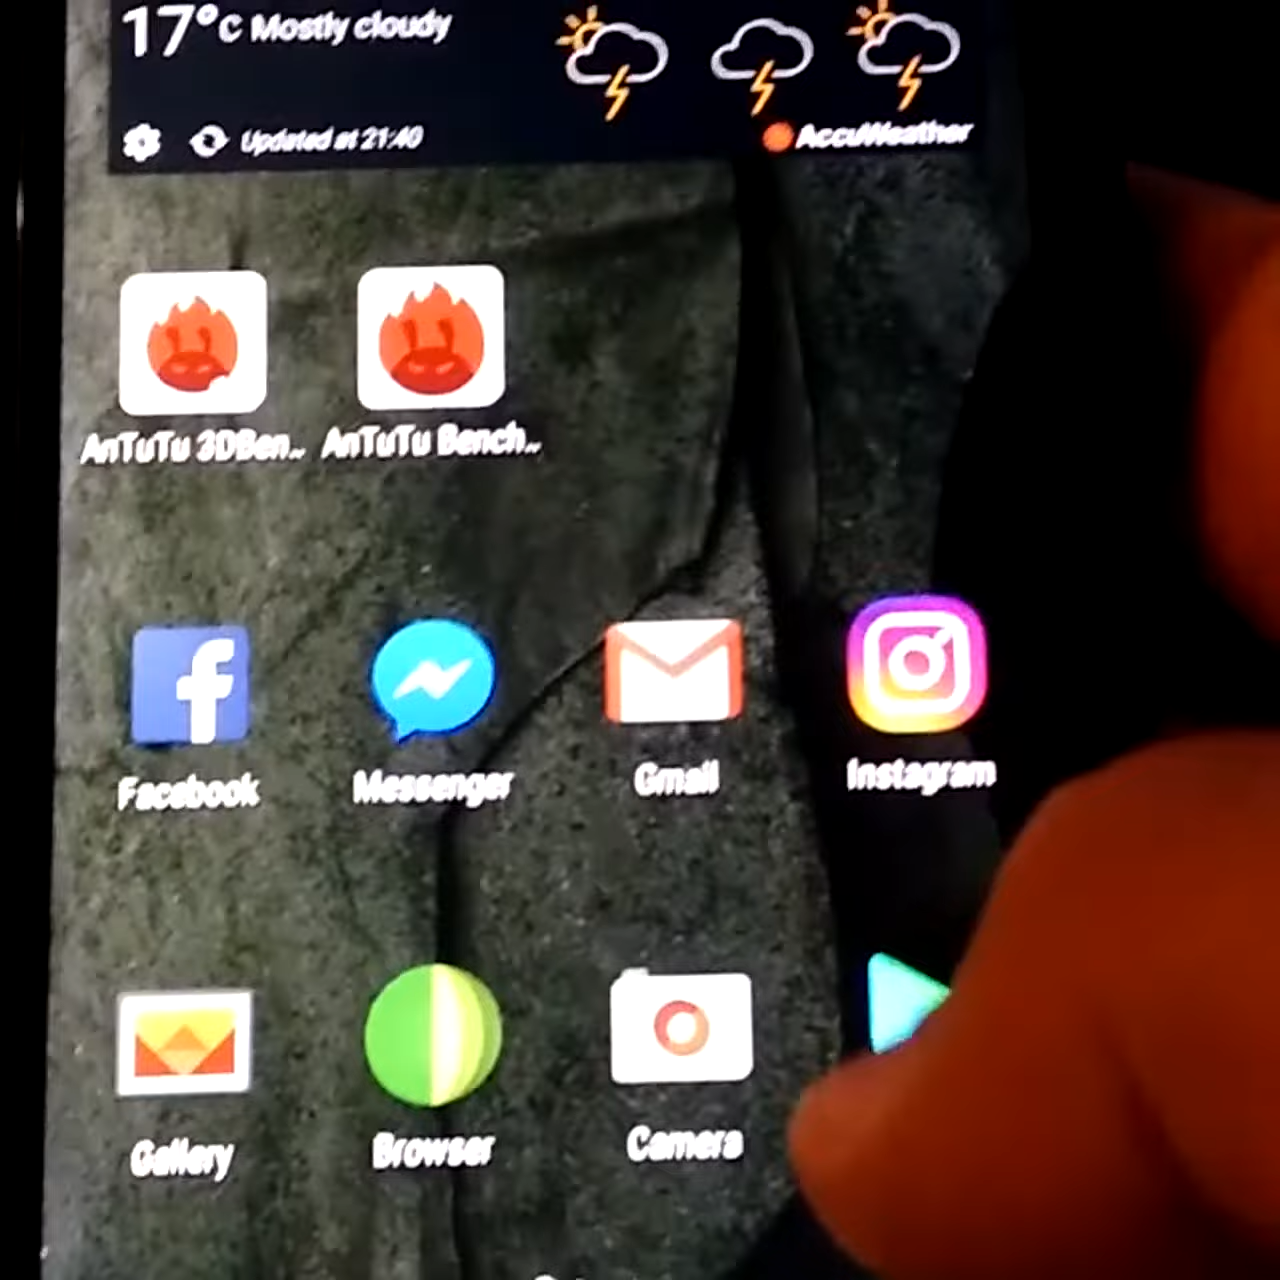 17°C Mostly cloudy
Updated at 21:40
AccuWeather
AnTuTu 3DBen..
AnTuTu Bench..
Facebook
Messenger
Gmail
Instagram
Gallery
Browser
Camera